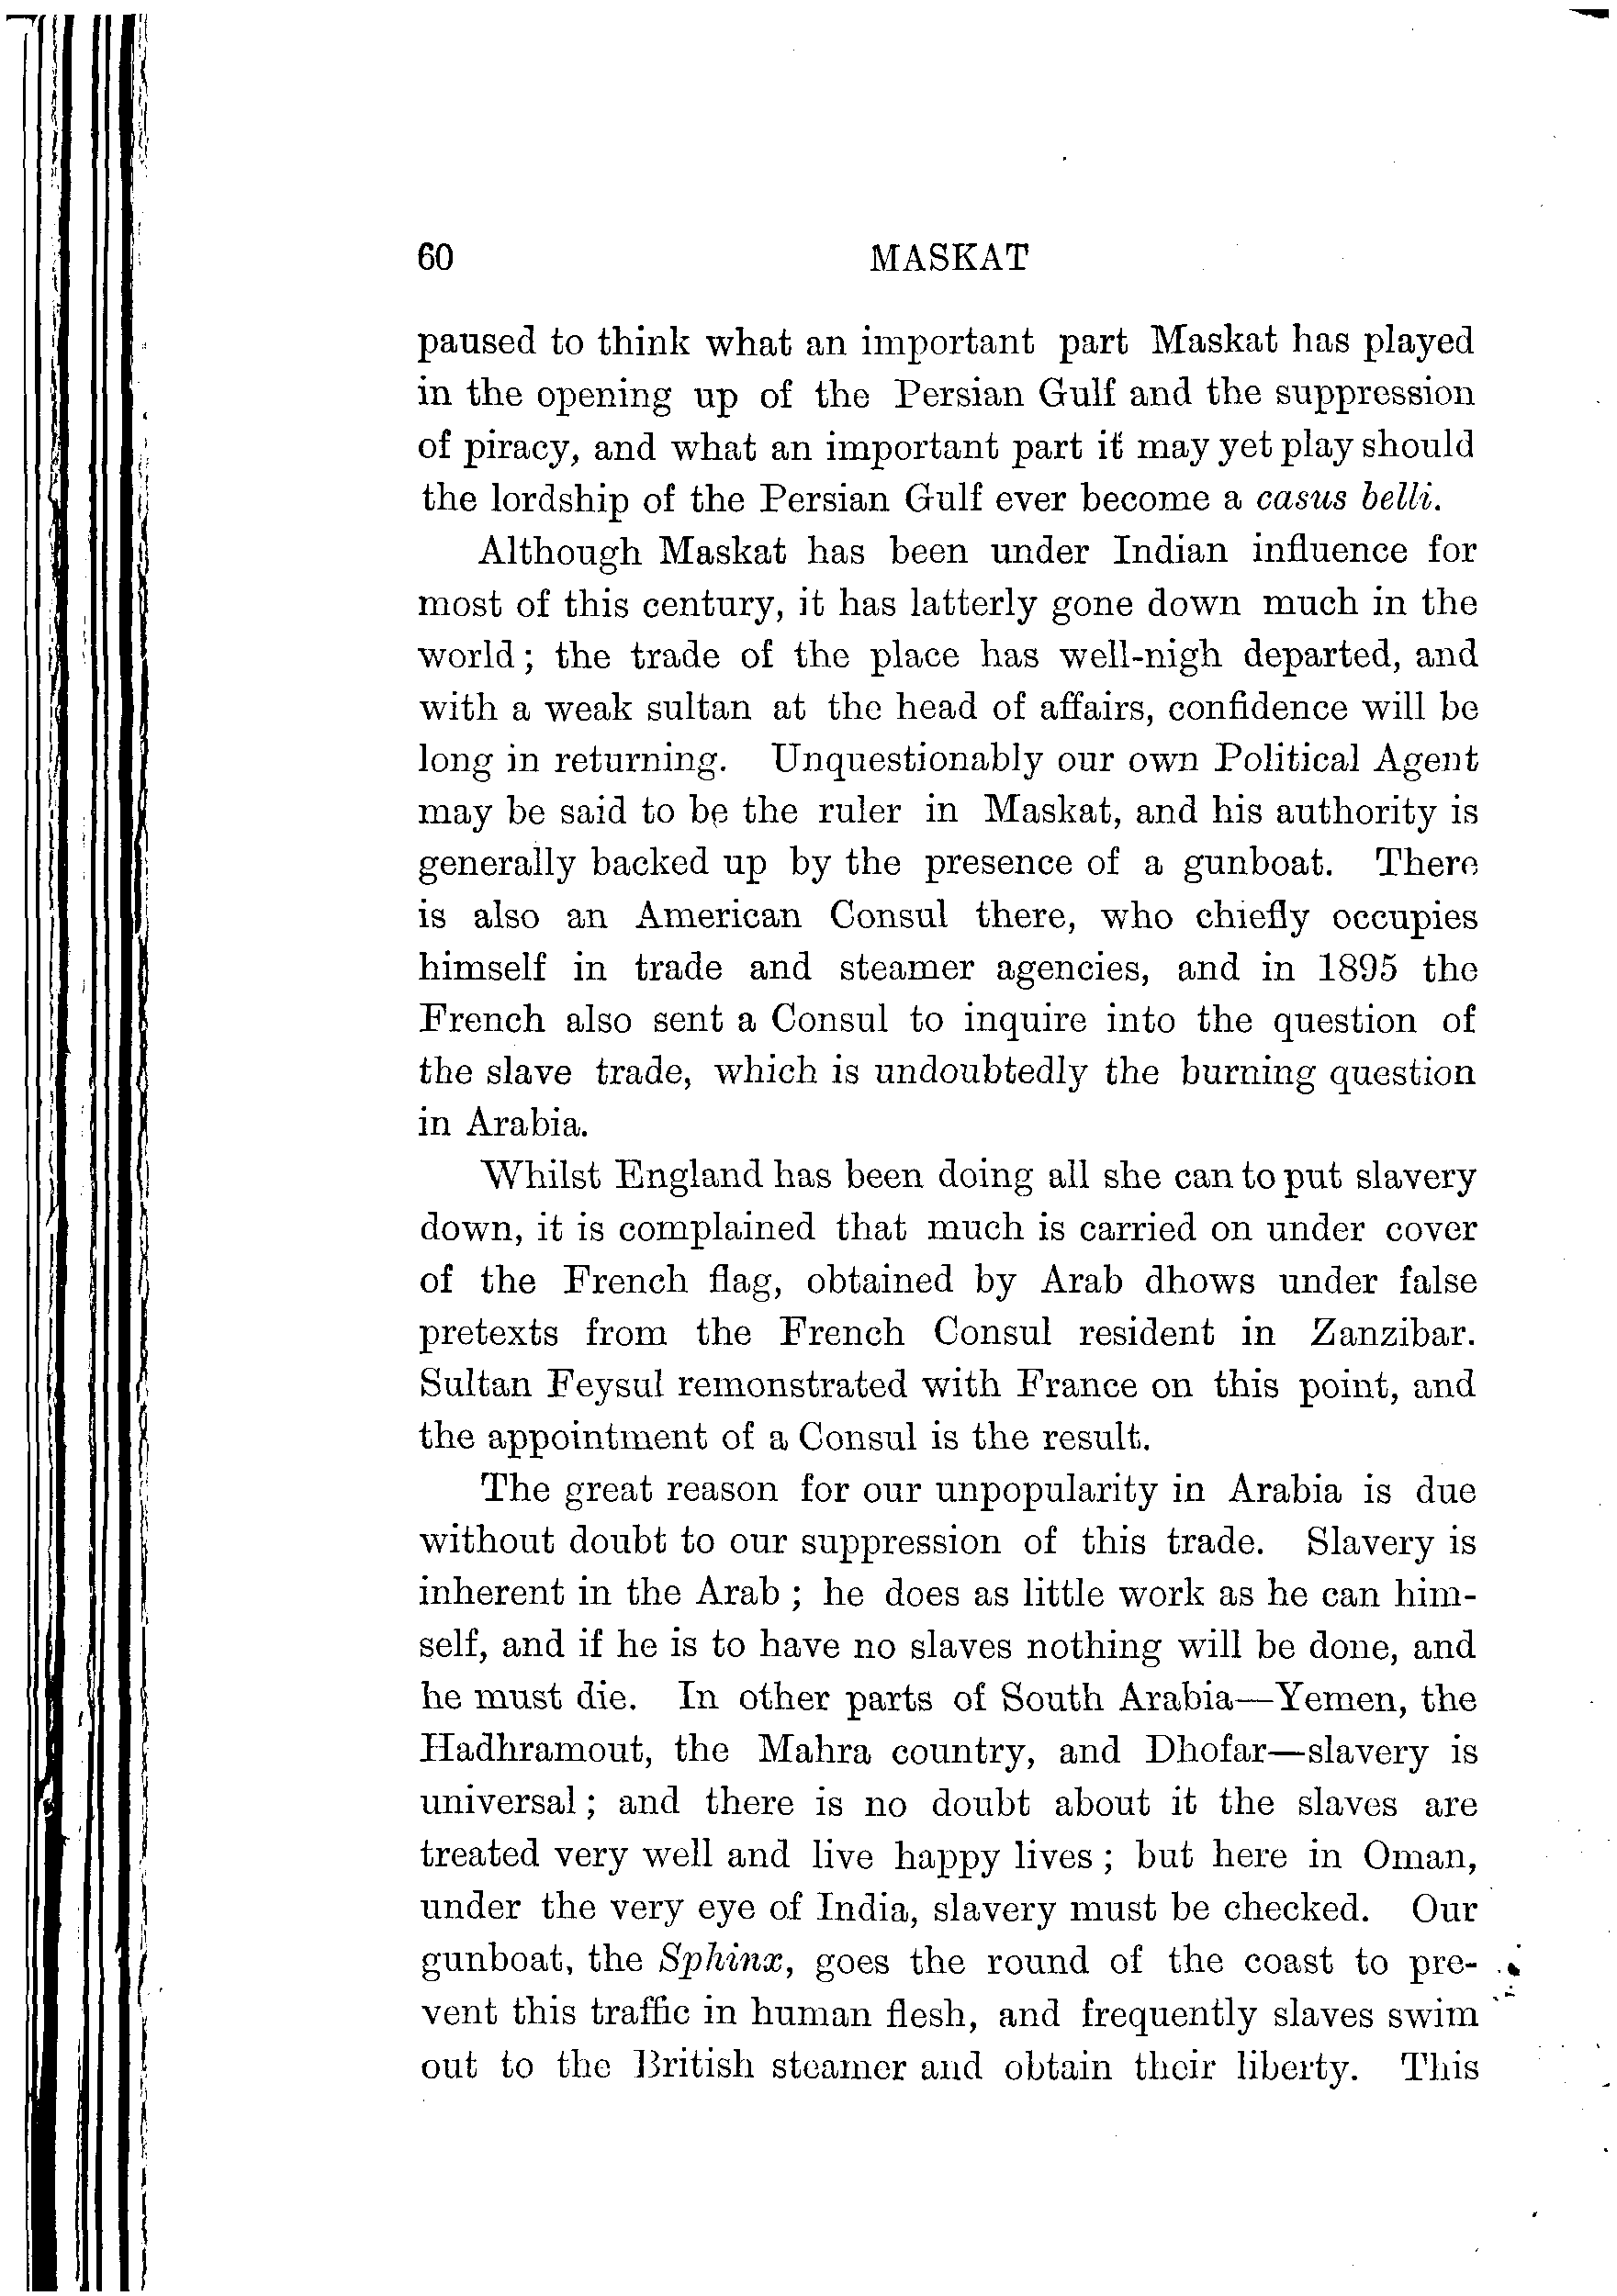 60 MASKAT
paused to think what an important part Maskat has played
in the opening up of the Persian Gulf and the suppression
of piracy, and what an important part it may yet play should
the lordship of the Persian Gulf ever become a casus belli.
Although Maskat has been under Indian influence for
most of this century, it has latterly gone down much in the
world; the trade of the place has well-nigh departed, and
with a weak sultan at the head of affairs, confidence will be
long in returning. Unquestionably our own Political Agent
may be said to be the ruler in Maskat, and his authority is
generally backed up by the presence of a gunboat. There
is also an American Consul there, who chiefly occupies
himself in trade and steamer agencies, and in 1895 the
French also sent a Consul to inquire into the question of
the slave trade, which is undoubtedly the burning question
in Arabia.
Whilst England has been doing all she can to put slavery
down, it is complained that much is carried on under cover
of the French flag, obtained by Arab dhows under false
pretexts from the French Consul resident in Zanzibar.
Sultan Feysul remonstrated with France on this point, and
the appointment of a Consul is the result.
The great reason for our unpopularity in Arabia is due
without doubt to our suppression of this trade. Slavery is
inherent in the Arab; he does as little work as he can him-
self, and if he is to have no slaves nothing will be done, and
he must die. In other parts of South Arabia—Yemen, the
Hadhramout, the Mahra country, and Dhofar—slavery is
universal; and there is no doubt about it the slaves are
treated very well and live happy lives; but here in Oman,
under the very eye of India, slavery must be checked. Our
gunboat, the Sphinx, goes the round of the coast to pre-
vent this traffic in human flesh, and frequently slaves swim
out to the British steamer and obtain their liberty. This